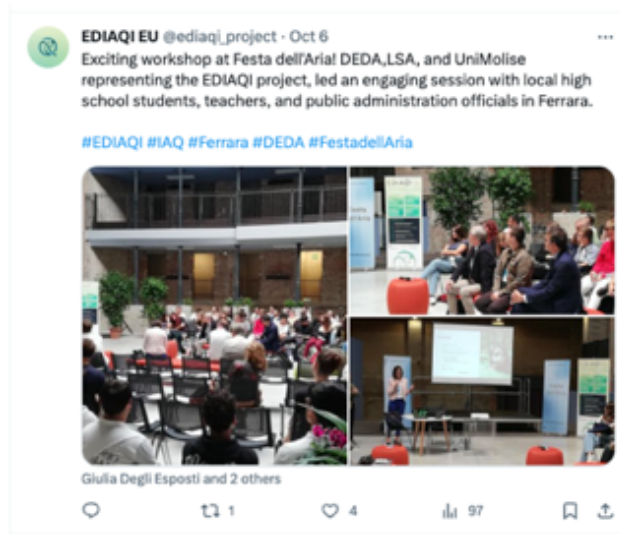 EDIAQI EU @ediaqi_project · Oct 6
Exciting workshop at Festa dell'Aria! DEDA,LSA, and UniMolise
representing the EDIAQI project, led an engaging session with local high
school students, teachers, and public administration officials in Ferrara.
#EDIAQI #IAQ #Ferrara #DEDA #FestadellAria
Giulia Degli Esposti and 2 others
1 4 97